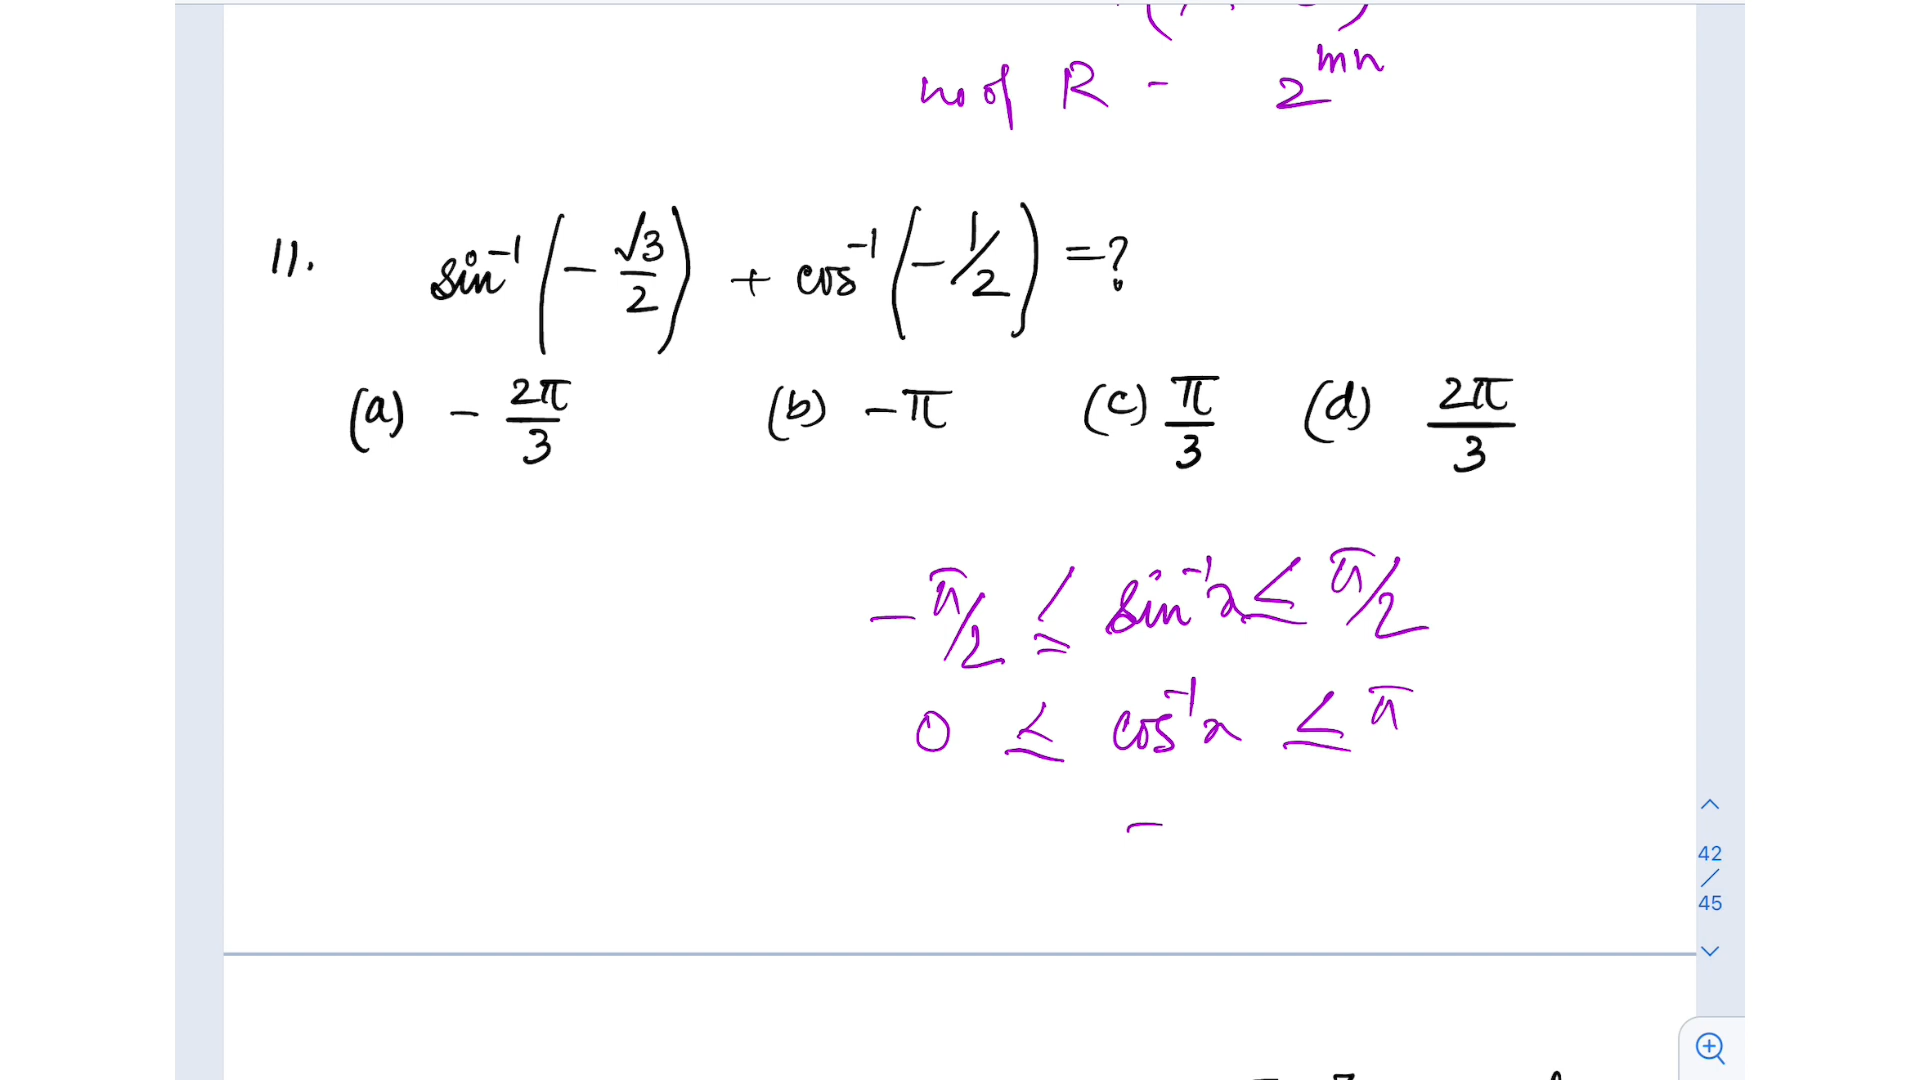 no of R - 2^mn
11. sin⁻¹(-√3/2) + cos⁻¹(-1/2) = ?
(a) - 2π/3 (b) -π (c) π/3 (d) 2π/3
-π/2 ≤ sin⁻¹x ≤ π/2
0 ≤ cos⁻¹x ≤ π
-
42
/
45